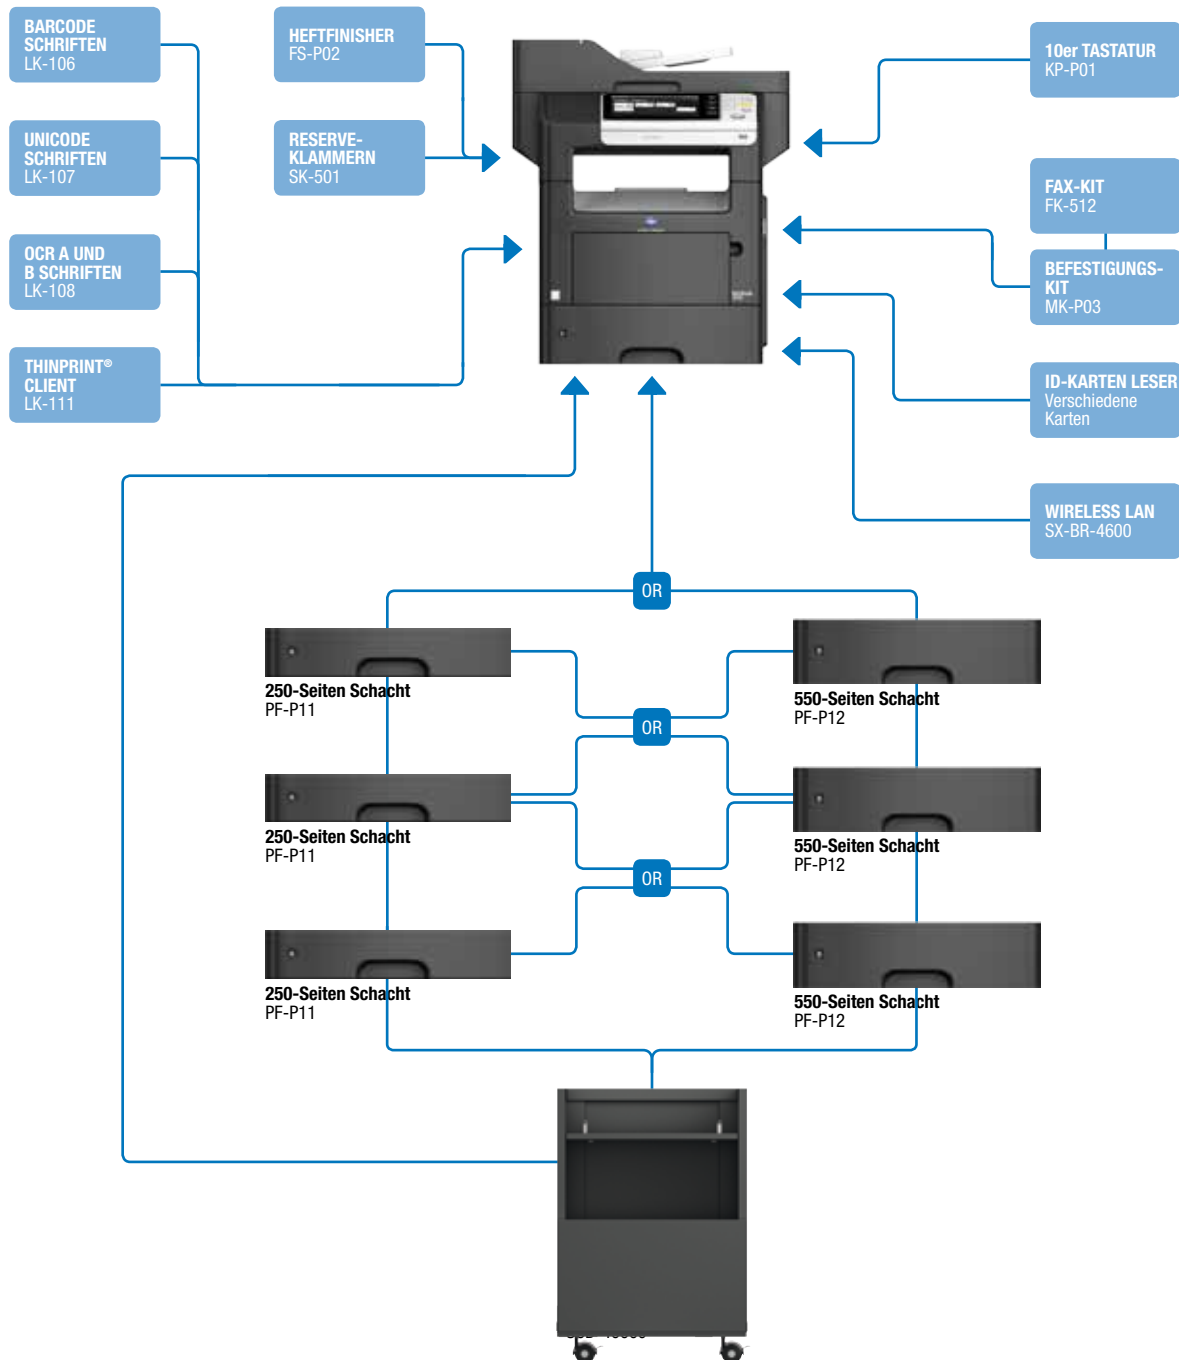 BARCODE
SCHRIFTEN
LK-106
UNICODE
SCHRIFTEN
LK-107
OCR A UND
B SCHRIFTEN
LK-108
THINPRINT®
CLIENT
LK-111
HEFTFINISHER
FS-P02
RESERVE-
KLAMMERN
SK-501
10er TASTATUR
KP-P01
FAX-KIT
FK-512
BEFESTIGUNGS-
KIT
MK-P03
ID-KARTEN LESER
Verschiedene
Karten
WIRELESS LAN
SX-BR-4600
OR
250-Seiten Schacht
PF-P11
550-Seiten Schacht
PF-P12
OR
250-Seiten Schacht
PF-P11
550-Seiten Schacht
PF-P12
OR
250-Seiten Schacht
PF-P11
550-Seiten Schacht
PF-P12